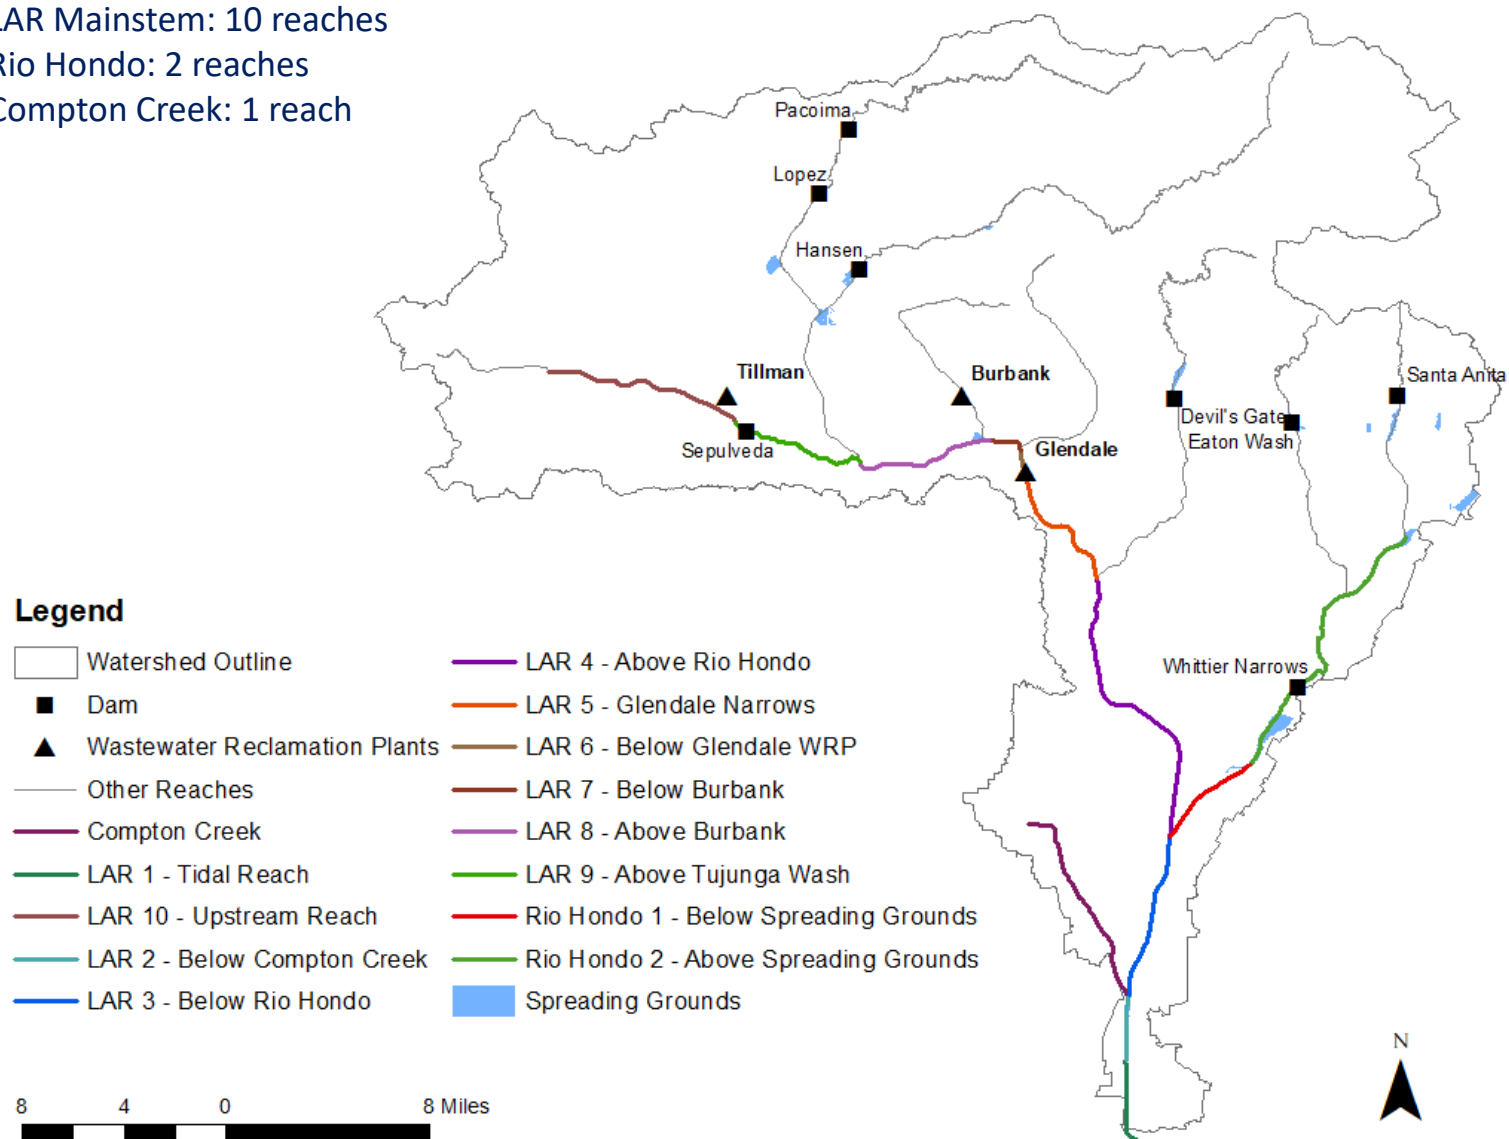 LAR Mainstem: 10 reaches
Rio Hondo: 2 reaches
Compton Creek: 1 reach
Pacoima
Lopez
Hansen
Tillman
Burbank
Santa Anita
Devil's Gate
Eaton Wash
Sepulveda
Glendale
Whittier Narrows
Legend
Watershed Outline
Dam
Wastewater Reclamation Plants
Other Reaches
Compton Creek
LAR 1 - Tidal Reach
LAR 10 - Upstream Reach
LAR 2 - Below Compton Creek
LAR 3 - Below Rio Hondo
LAR 4 - Above Rio Hondo
LAR 5 - Glendale Narrows
LAR 6 - Below Glendale WRP
LAR 7 - Below Burbank
LAR 8 - Above Burbank
LAR 9 - Above Tujunga Wash
Rio Hondo 1 - Below Spreading Grounds
Rio Hondo 2 - Above Spreading Grounds
Spreading Grounds
N
8 4 0 8 Miles